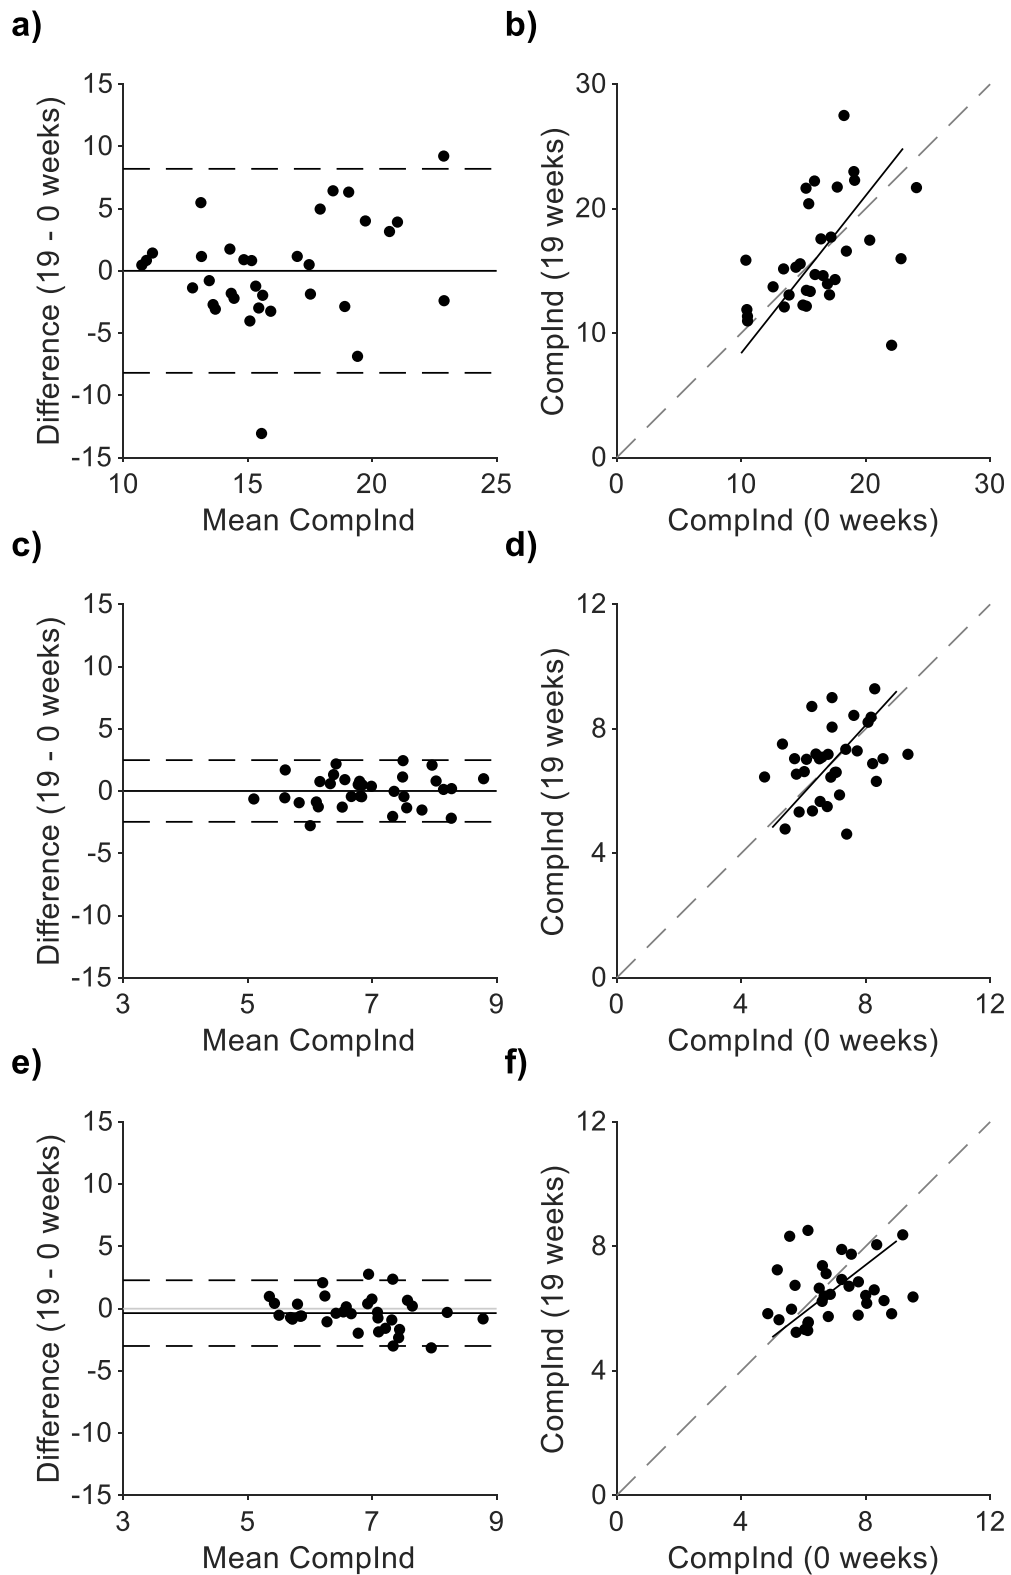 a)
15
10
5
0
-5
-10
-15
Difference (19 - 0 weeks)
10 15 20 25
Mean CompInd
b)
30
20
10
0
CompInd (19 weeks)
0 10 20 30
CompInd (0 weeks)
c)
15
10
5
0
-5
-10
-15
Difference (19 - 0 weeks)
3 5 7 9
Mean CompInd
d)
12
8
4
0
CompInd (19 weeks)
0 4 8 12
CompInd (0 weeks)
e)
15
10
5
0
-5
-10
-15
Difference (19 - 0 weeks)
3 5 7 9
Mean CompInd
f)
12
8
4
0
CompInd (19 weeks)
0 4 8 12
CompInd (0 weeks)